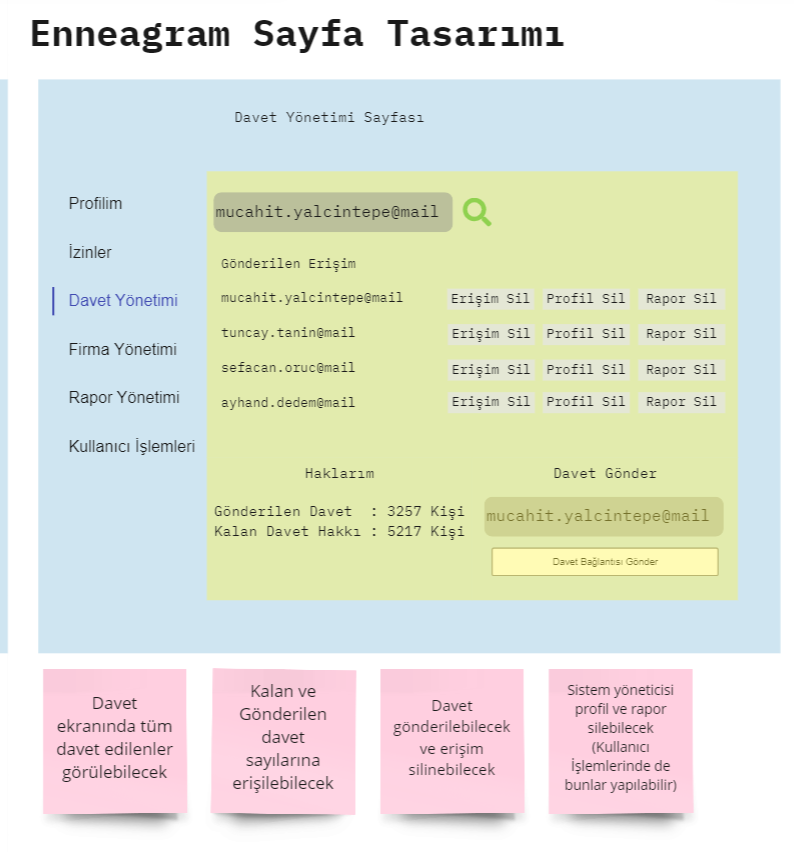 Enneagram Sayfa Tasarımı
Davet Yönetimi Sayfası
Profilim
İzinler
Davet Yönetimi
Firma Yönetimi
Rapor Yönetimi
Kullanıcı İşlemleri
mucahit.yalcintepe@mail
Gönderilen Erişim
mucahit.yalcintepe@mail Erişim Sil Profil Sil Rapor Sil
tuncay.tanin@mail Erişim Sil Profil Sil Rapor Sil
sefacan.oruc@mail Erişim Sil Profil Sil Rapor Sil
ayhand.dedem@mail Erişim Sil Profil Sil Rapor Sil
Haklarım
Gönderilen Davet : 3257 Kişi
Kalan Davet Hakkı : 5217 Kişi
Davet Gönder
mucahit.yalcintepe@mail
Davet Bağlantısı Gönder
Davet
ekranında tüm
davet edilenler
görülebilecek
Kalan ve
Gönderilen
davet
sayılarına
erişilebilecek
Davet
gönderilebilecek
ve erişim
silinebilecek
Sistem yöneticisi
profil ve rapor
silebilecek
(Kullanıcı
İşlemlerinde de
bunlar yapılabilir)